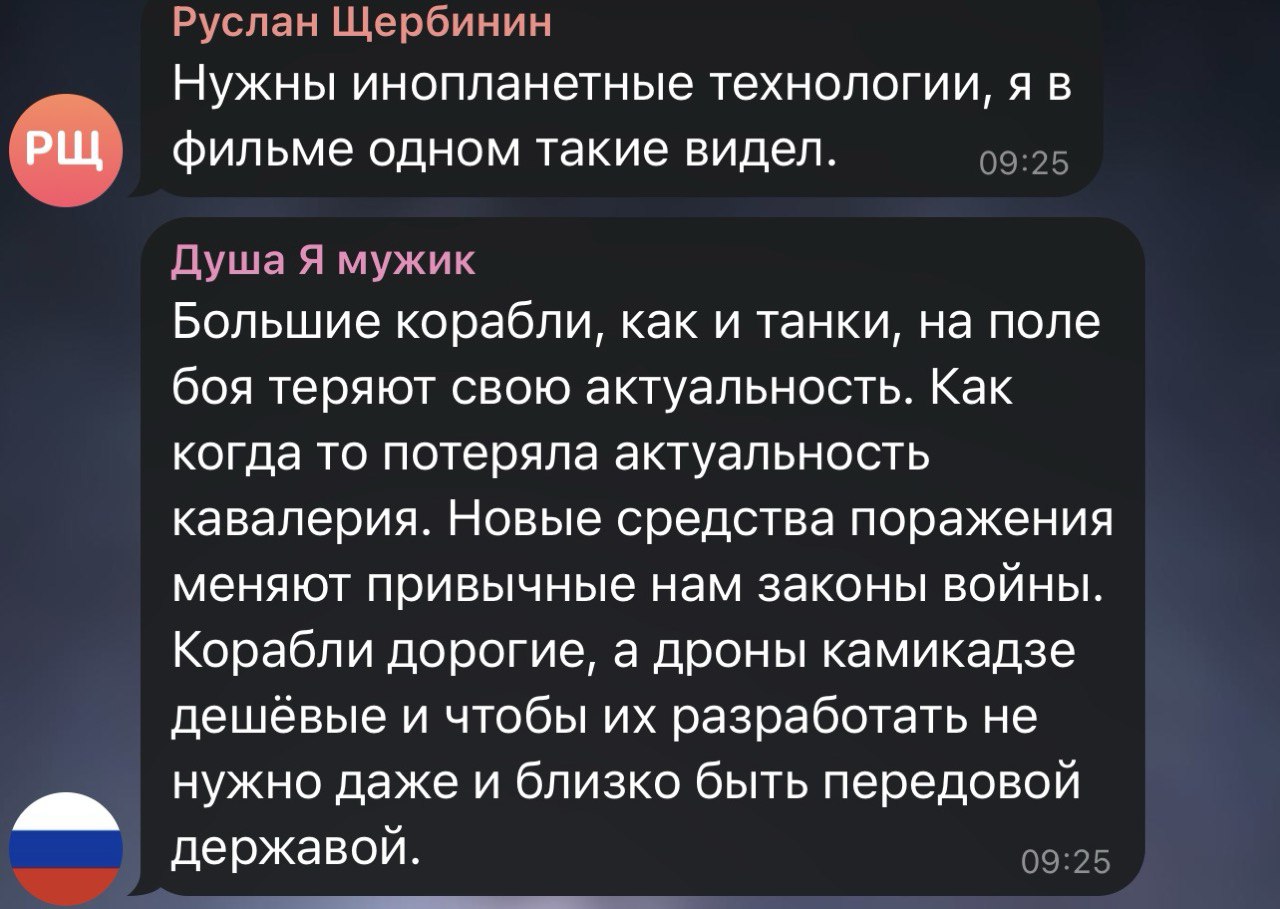 Руслан Щербинин
Нужны инопланетные технологии, я в
фильме одном такие видел.
09:25
РЩ
Душа Я мужик
Большие корабли, как и танки, на поле
боя теряют свою актуальность. Как
когда то потеряла актуальность
кавалерия. Новые средства поражения
меняют привычные нам законы войны.
Корабли дорогие, а дроны камикадзе
дешёвые и чтобы их разработать не
нужно даже и близко быть передовой
державой.
09:25